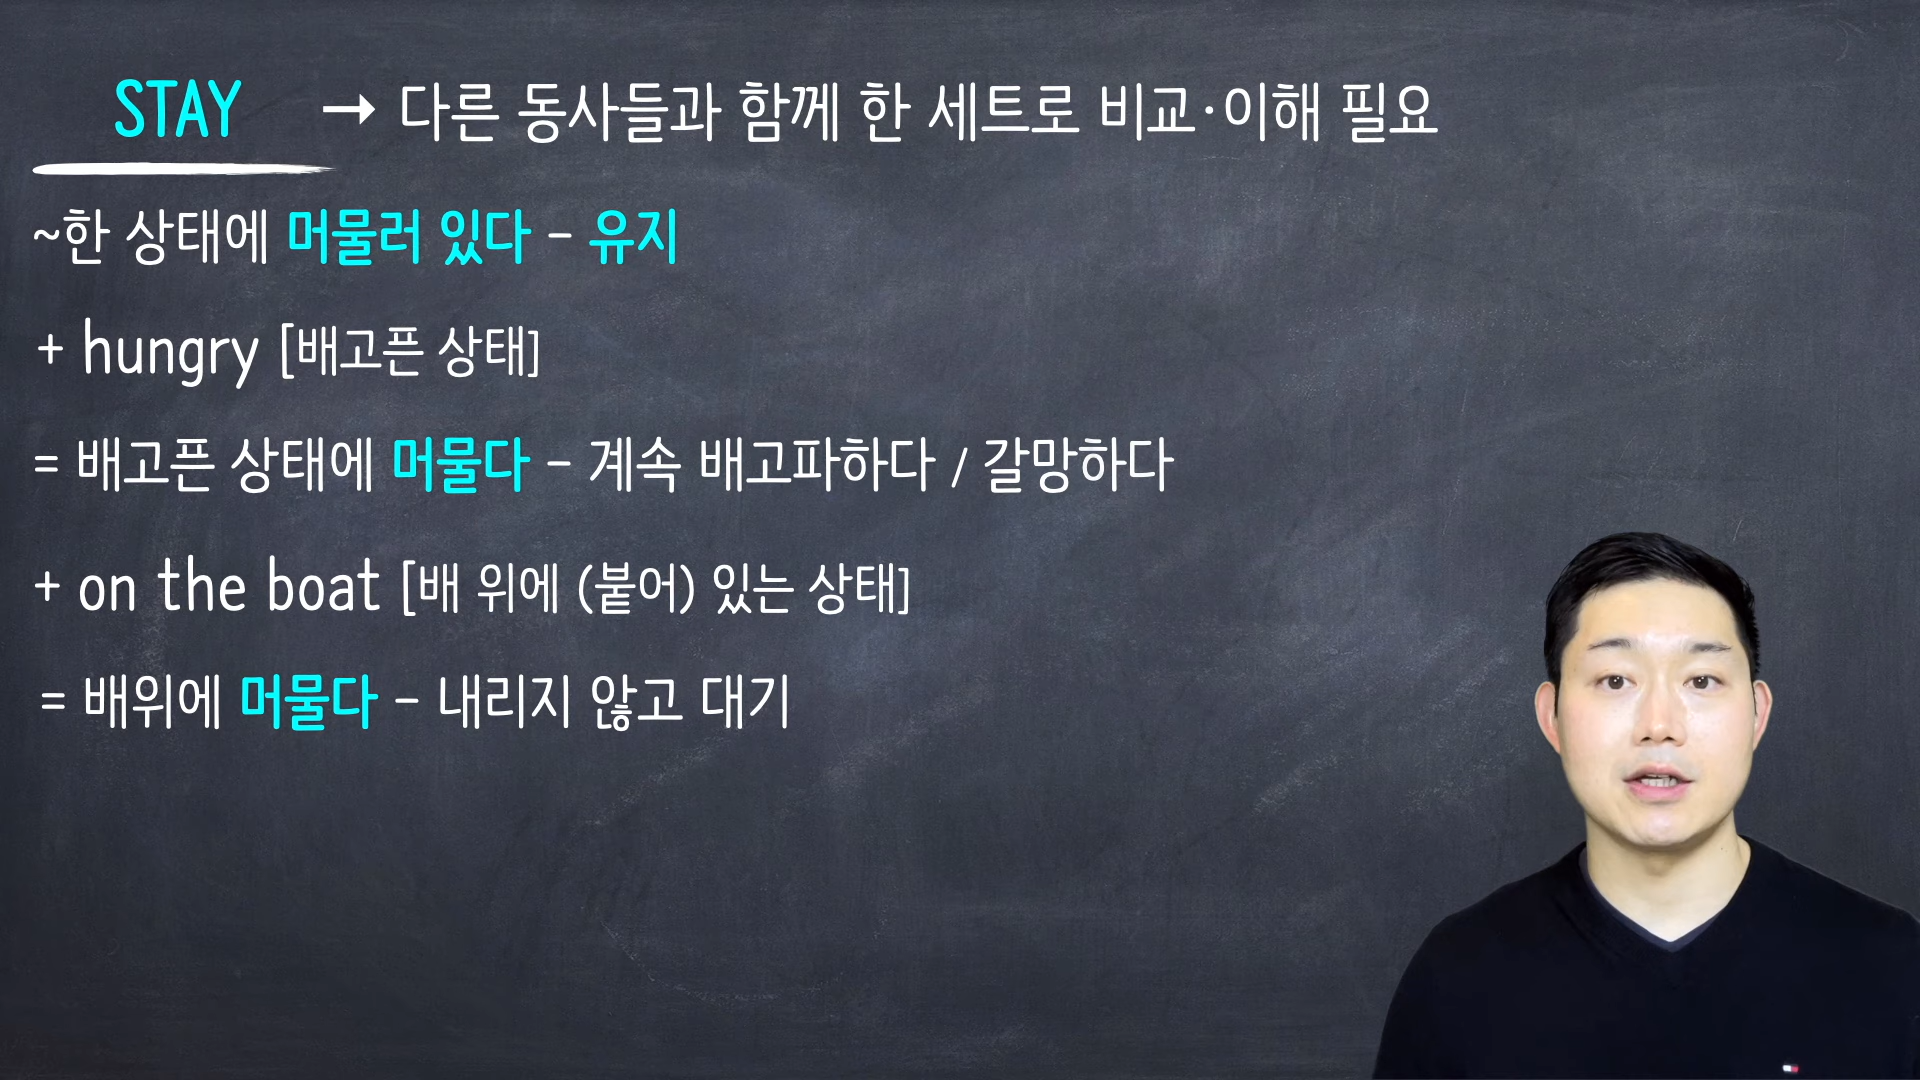 STAY → 다른 동사들과 함께 한 세트로 비교·이해 필요
~한 상태에 머물러 있다 - 유지
+ hungry [배고픈 상태]
= 배고픈 상태에 머물다 - 계속 배고파하다 / 갈망하다
+ on the boat [배 위에 (붙어) 있는 상태]
= 배위에 머물다 - 내리지 않고 대기